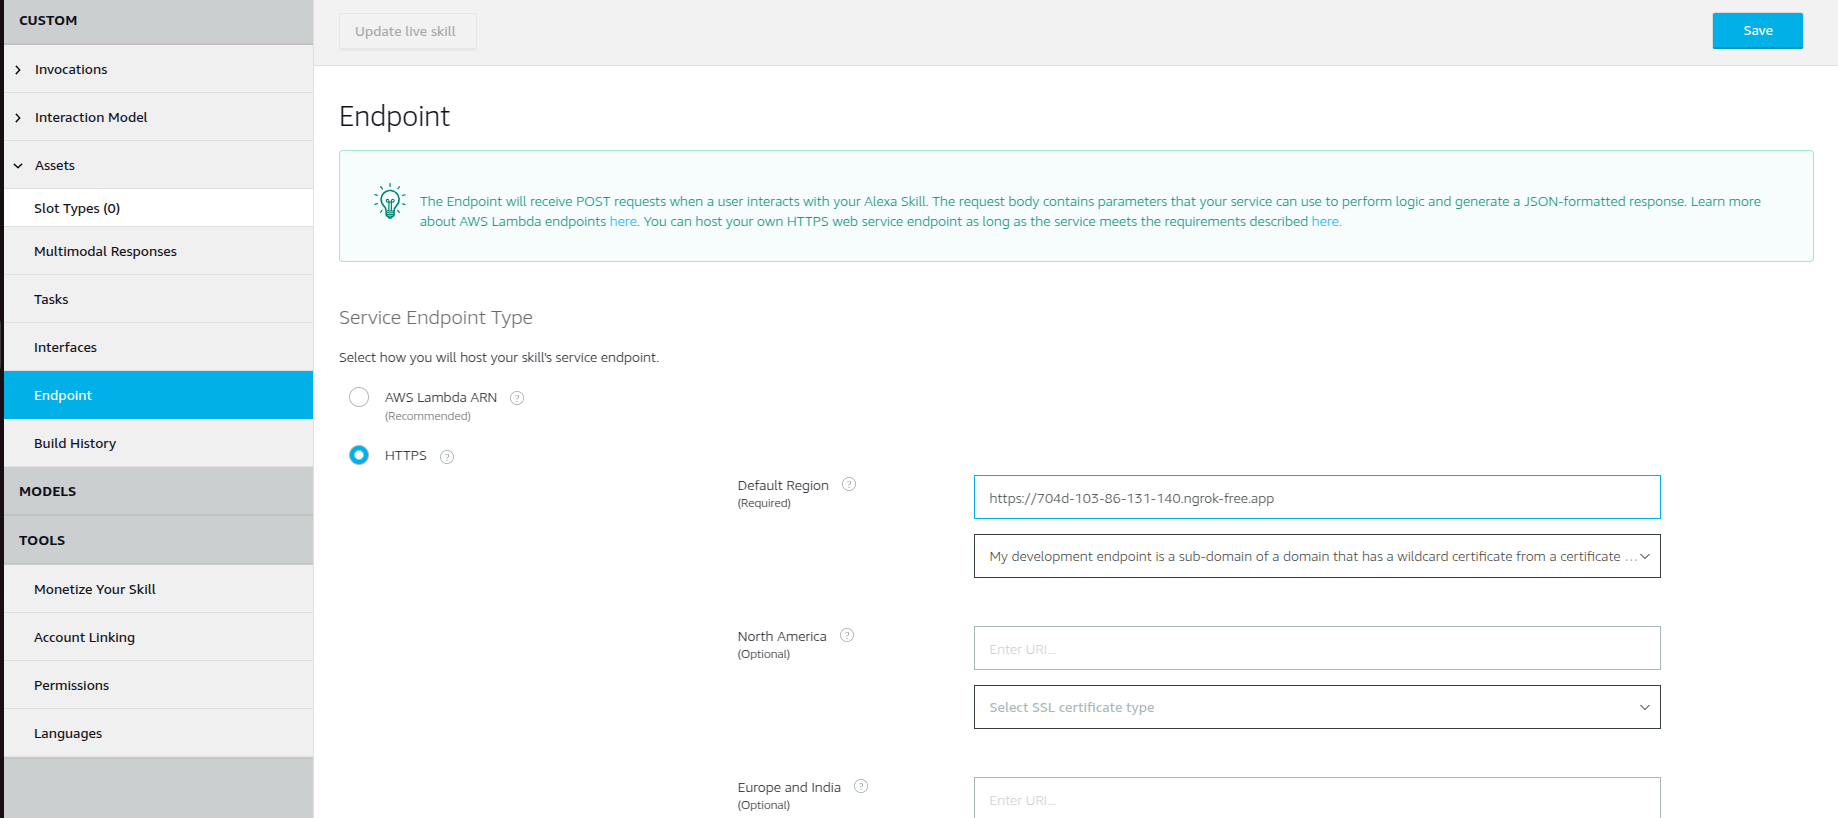 CUSTOM
Invocations
Interaction Model
Assets
Slot Types (0)
Multimodal Responses
Tasks
Interfaces
Endpoint
Build History
MODELS
TOOLS
Monetize Your Skill
Account Linking
Permissions
Languages
Update live skill
Save
Endpoint
The Endpoint will receive POST requests when a user interacts with your Alexa Skill. The request body contains parameters that your service can use to perform logic and generate a JSON-formatted response. Learn more
about AWS Lambda endpoints here. You can host your own HTTPS web service endpoint as long as the service meets the requirements described here.
Service Endpoint Type
Select how you will host your skill's service endpoint.
AWS Lambda ARN ?
(Recommended)
HTTPS ?
Default Region ?
(Required)
https://704d-103-86-131-140.ngrok-free.app
My development endpoint is a sub-domain of a domain that has a wildcard certificate from a certificate ...
North America ?
(Optional)
Enter URI...
Select SSL certificate type
Europe and India ?
(Optional)
Enter URI...